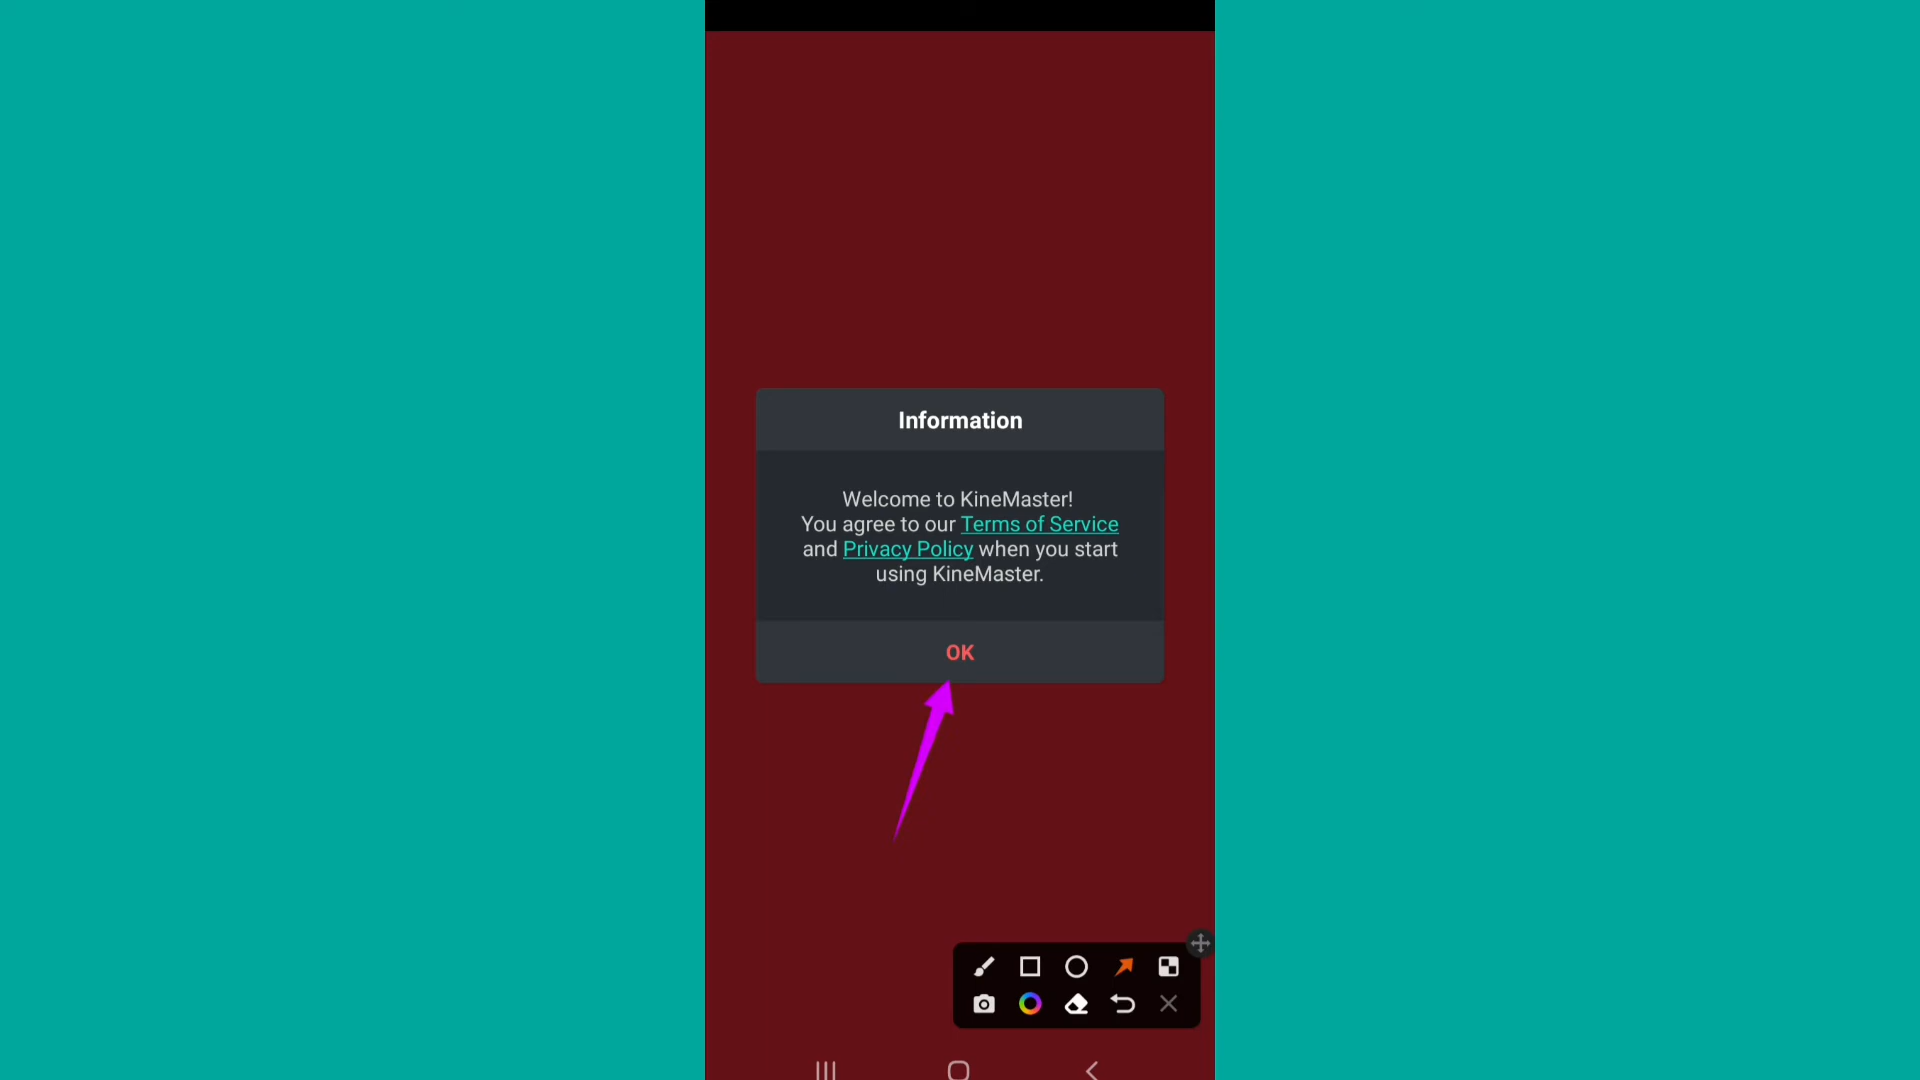 Information
Welcome to KineMaster!
You agree to our Terms of Service
and Privacy Policy when you start
using KineMaster.
OK